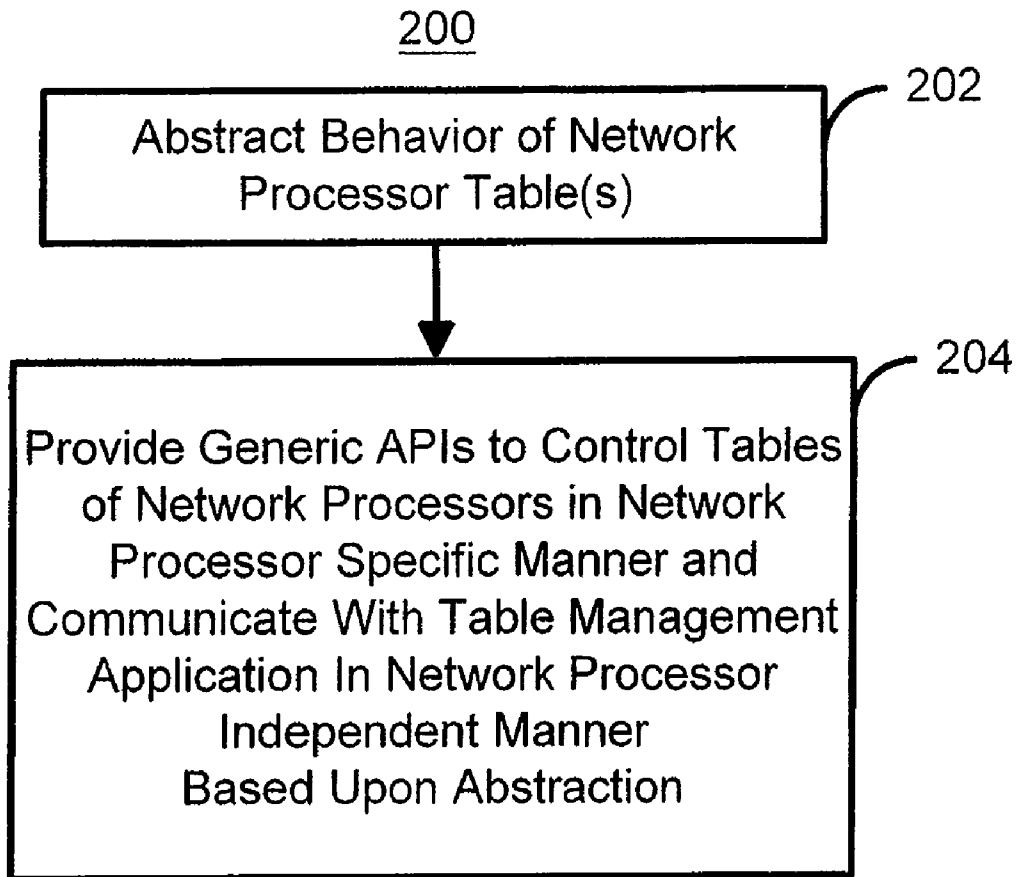 200
202
Abstract Behavior of Network
Processor Table(s)
204
Provide Generic APIs to Control Tables
of Network Processors in Network
Processor Specific Manner and
Communicate With Table Management
Application In Network Processor
Independent Manner
Based Upon Abstraction